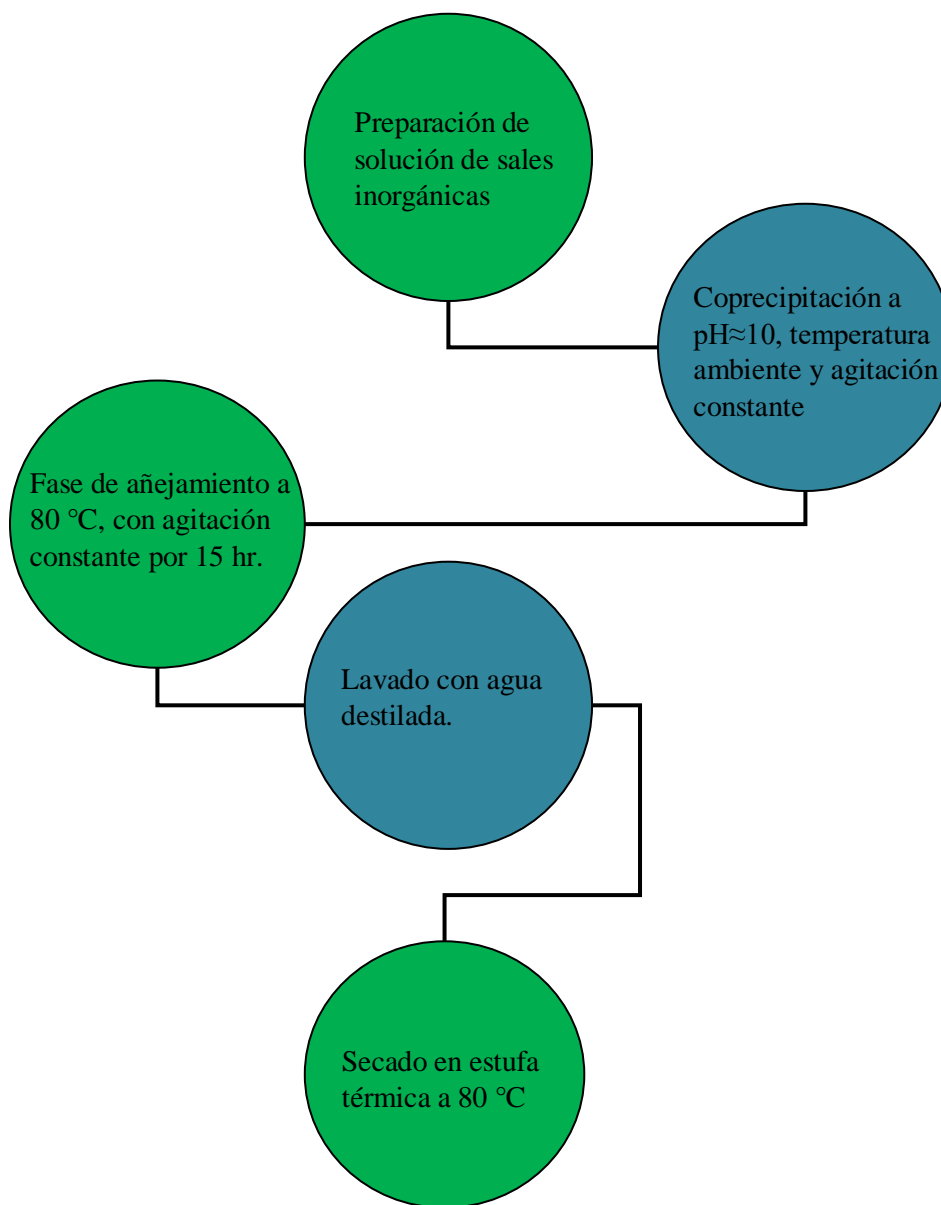 Preparación de
solución de sales
inorgánicas
Coprecipitación a
pH≈10, temperatura
ambiente y agitación
constante
Fase de añejamiento a
80 °C, con agitación
constante por 15 hr.
Lavado con agua
destilada.
Secado en estufa
térmica a 80 °C